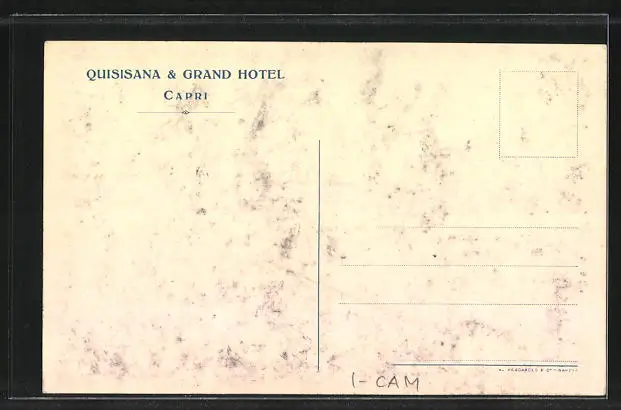 QUISISANA & GRAND HOTEL
CAPRI
I-CAM